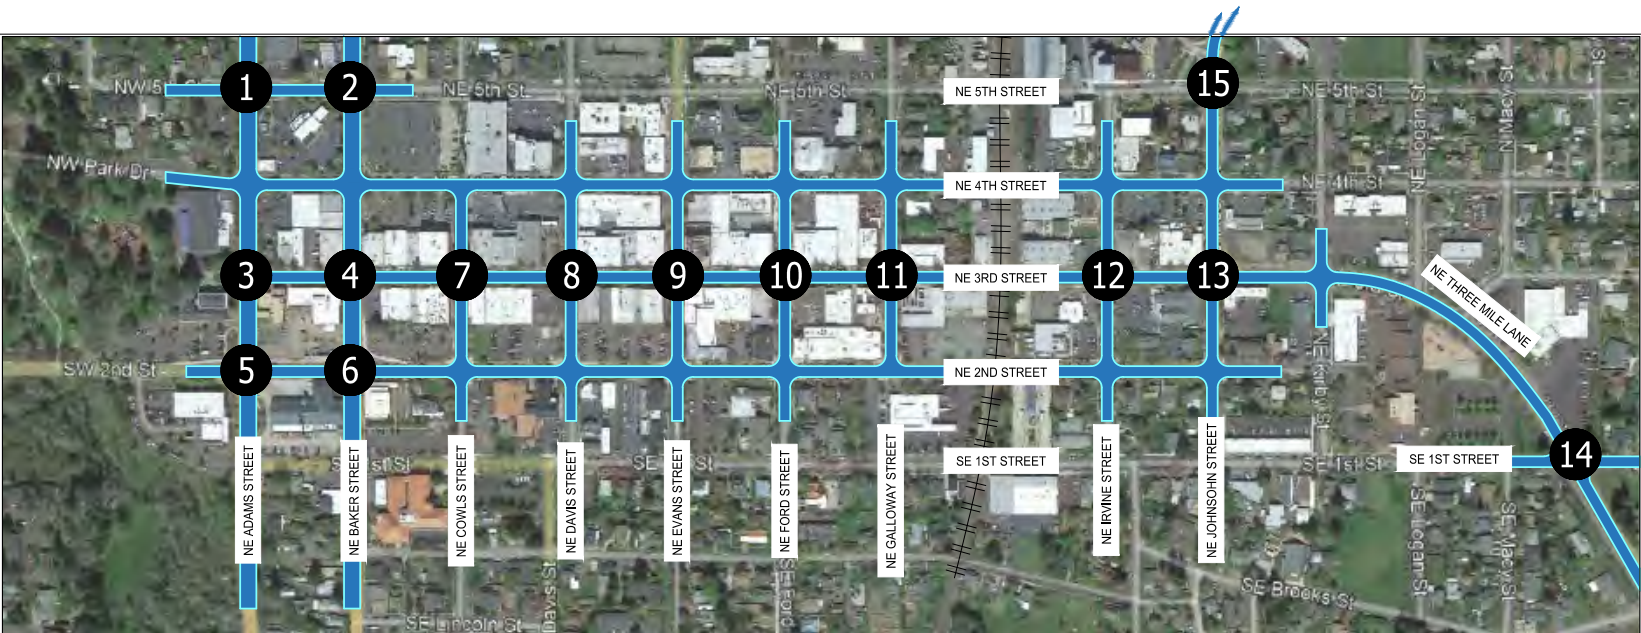 1
2
15
NW 5
NE 5th St
NE 5th St
NE 5TH STREET
NE 5th St
NW Park Dr
NE 4TH STREET
NE 4th St
NE Logan St
N Macy St
St
3
4
7
8
9
10
11
NE 3RD STREET
12
13
NE THREE MILE LANE
SW 2nd St
5
6
NE 2ND STREET
NE Kirby St
SE 1st St
SE St
SE 1ST STREET
SE 1st St
SE 1ST STREET
14
NE ADAMS STREET
NE BAKER STREET
NE COWLS STREET
NE DAVIS STREET
NE EVANS STREET
NE FORD STREET
NE GALLOWAY STREET
NE IRVINE STREET
NE JOHNSOHN STREET
Davis St
SE Ford
SE Logan St
SE Macy St
SE Brooks St
SE Lincoln St